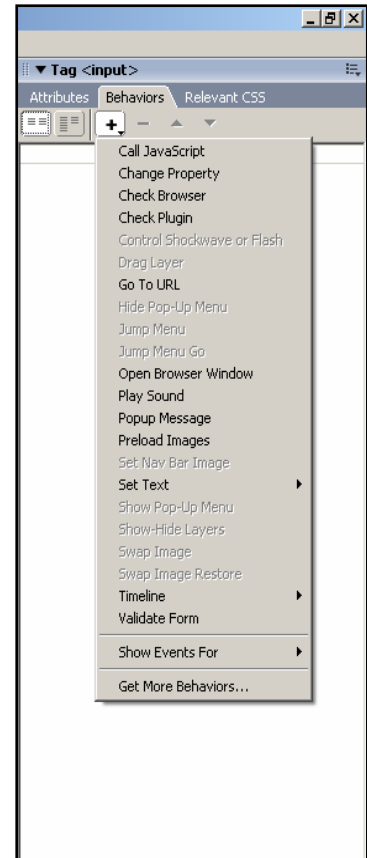 Tag <input>
Attributes Behaviors Relevant CSS
Call JavaScript
Change Property
Check Browser
Check Plugin
Control Shockwave or Flash
Drag Layer
Go To URL
Hide Pop-Up Menu
Jump Menu
Jump Menu Go
Open Browser Window
Play Sound
Popup Message
Preload Images
Set Nav Bar Image
Set Text
Show Pop-Up Menu
Show-Hide Layers
Swap Image
Swap Image Restore
Timeline
Validate Form
Show Events For
Get More Behaviors...